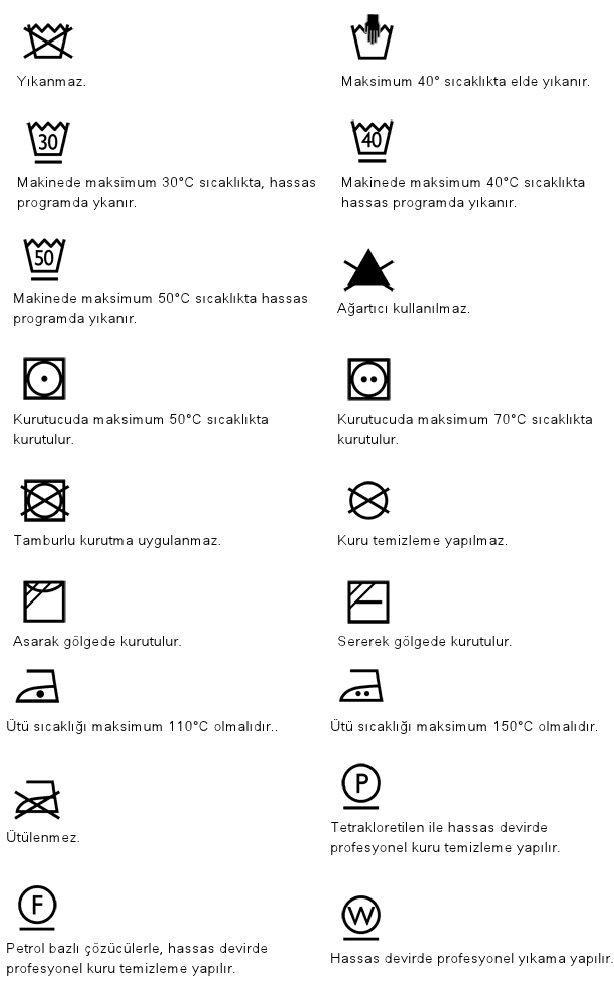 Yıkanmaz.
Maksimum 40° sıcaklıkta elde yıkanır.
30
Makinede maksimum 30°C sıcaklıkta, hassas
programda ykanır.
40
Makinede maksimum 40°C sıcaklıkta
hassas programda yıkanır.
50
Makinede maksimum 50°C sıcaklıkta hassas
programda yıkanır.
Ağartıcı kullanılmaz.
Kurutucuda maksimum 50°C sıcaklıkta
kurutulur.
Kurutucuda maksimum 70°C sıcaklıkta
kurutulur.
Tamburlu kurutma uygulanmaz.
Kuru temizleme yapılmaz.
Asarak gölgede kurutulur.
Sererek gölgede kurutulur.
Ütü sıcaklığı maksimum 110°C olmalıdır..
Ütü sıcaklığı maksimum 150°C olmalıdır.
Ütülenmez.
P
Tetrakloretilen ile hassas devirde
profesyonel kuru temizleme yapılır.
F
Petrol bazlı çözücülerle, hassas devirde
profesyonel kuru temizleme yapılır.
W
Hassas devirde profesyonel yıkama yapılır.